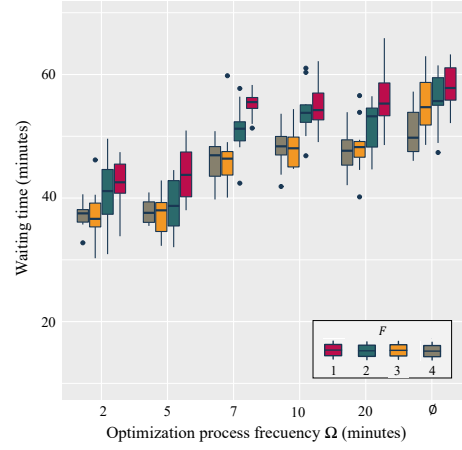 Waiting time (minutes)
60
40
20
F
1 2 3 4
2 5 7 10 20 Ø
Optimization process frecuency Ω (minutes)